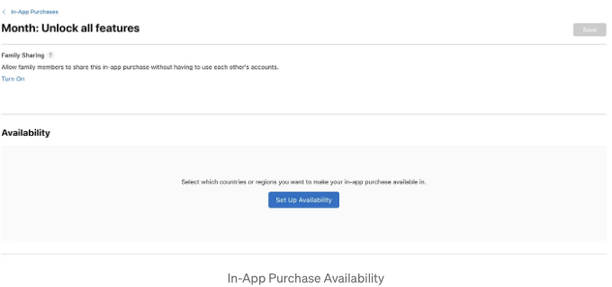 < In-App Purchases
Month: Unlock all features
Save
Family Sharing ?
Allow family members to share this in-app purchase without having to use each other's accounts.
Turn On
Availability
Select which countries or regions you want to make your in-app purchase available in.
Set Up Availability
In-App Purchase Availability